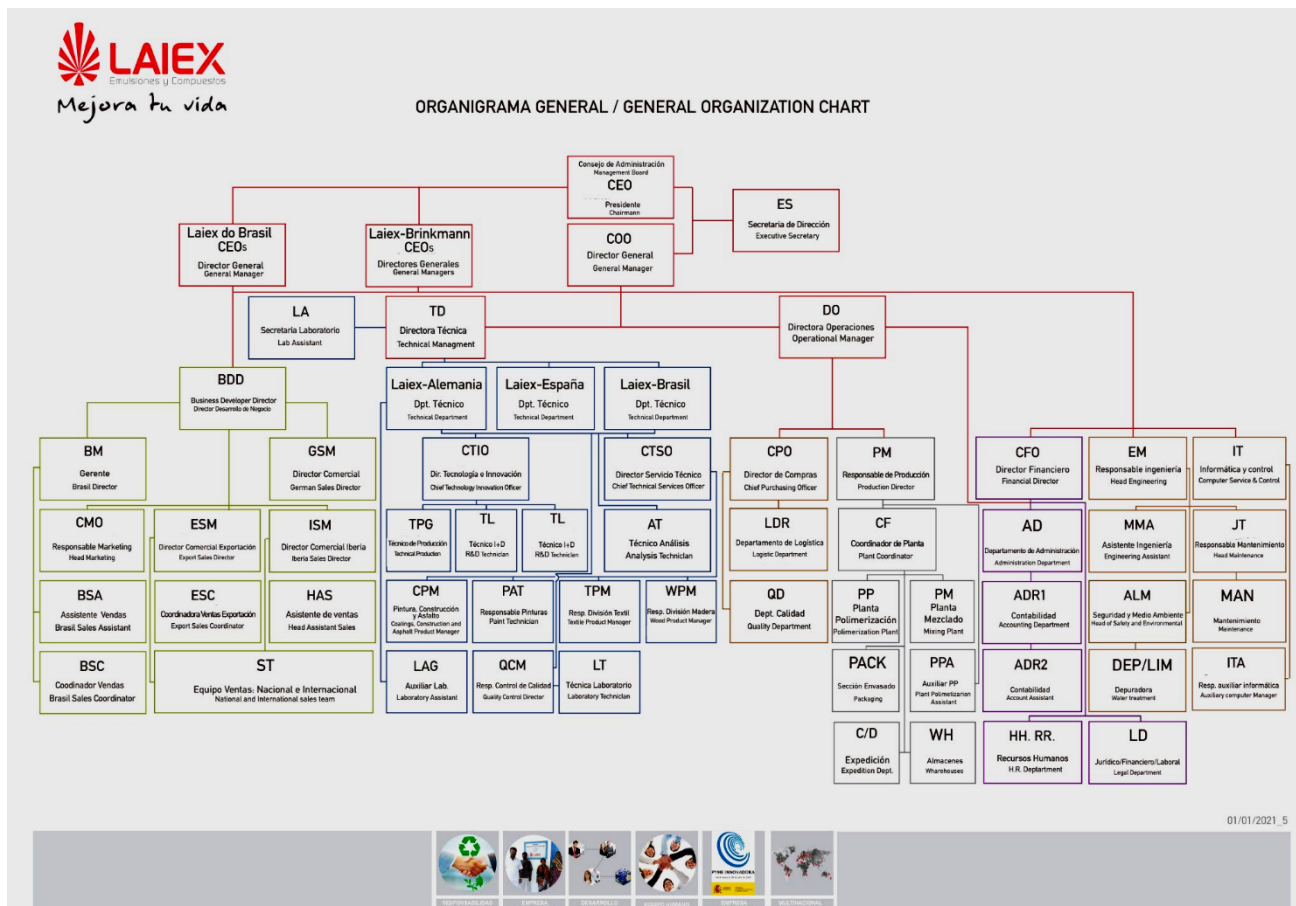 LAIEX
Emulsiones y Compuestos
Mejora tu vida
ORGANIGRAMA GENERAL / GENERAL ORGANIZATION CHART
Consejo de Administración
Management Board
CEO
Presidente
Chairmann
ES
Secretaria de Dirección
Executive Secretary
Laiex do Brasil
CEOs
Director General
General Manager
Laiex-Brinkmann
CEOs
Directores Generales
General Managers
COO
Director General
General Manager
LA
Secretaria Laboratorio
Lab Assistant
TD
Directora Técnica
Technical Managment
DO
Directora Operaciones
Operational Manager
BDD
Business Developer Director
Director Desarrollo de Negocio
Laiex-Alemania
Dpt. Técnico
Technical Department
Laiex-España
Dpt. Técnico
Technical Department
Laiex-Brasil
Dpt. Técnico
Technical Department
BM
Gerente
Brasil Director
GSM
Director Comercial
German Sales Director
CTIO
Dir. Tecnología e Innovación
Chief Technology Innovation Officer
CTSO
Director Servicio Técnico
Chief Technical Services Officer
CPO
Director de Compras
Chief Purchasing Officer
PM
Responsable de Producción
Production Director
CFO
Director Financiero
Financial Director
EM
Responsable ingeniería
Head Engineering
IT
Informática y control
Computer Service & Control
CMO
Responsable Marketing
Head Marketing
ESM
Director Comercial Exportación
Export Sales Director
ISM
Director Comercial Iberia
Iberia Sales Director
TPG
Técnico de Producción
Technical Production
TL
Técnico I+D
R&D Technician
TL
Técnico I+D
R&D Technician
AT
Técnico Análisis
Analysis Technician
LDR
Departamento de Logística
Logistic Department
CF
Coordinador de Planta
Plant Coordinator
AD
Departamento de Administración
Administration Department
MMA
Asistente Ingeniería
Engineering Assistant
JT
Responsable Mantenimiento
Head Maintenance
BSA
Assistente Vendas
Brasil Sales Assistant
ESC
Coordinadora Ventas Exportación
Export Sales Coordinator
HAS
Asistente de ventas
Head Assistant Sales
CPM
Pintura, Construcción
y Asfalto
Coatings, Construction and
Asphalt Product Manager
PAT
Responsable Pinturas
Paint Technician
TPM
Resp. División Textil
Textile Product Manager
WPM
Resp. División Madera
Wood Product Manager
QD
Dept. Calidad
Quality Department
PP
Planta
Polimerización
Polimerization Plant
PM
Planta
Mezclado
Mixing Plant
ADR1
Contabilidad
Accounting Department
ALM
Seguridad y Medio Ambiente
Head of Safety and Environmental
MAN
Mantenimiento
Maintenance
BSC
Coodinador Vendas
Brasil Sales Coordinator
ST
Equipo Ventas: Nacional e Internacional
National and International sales team
LAG
Auxiliar Lab.
Laboratory Assistant
QCM
Resp. Control de Calidad
Quality Control Director
LT
Técnica Laboratorio
Laboratory Technician
PACK
Sección Envasado
Packaging
PPA
Auxiliar PP
Plant Polimetizarion
Assistant
ADR2
Contabilidad
Account Assistant
DEP/LIM
Depuradora
Water treatment
ITA
Resp. auxiliar informática
Auxiliary computer Manager
C/D
Expedición
Expedition Dept.
WH
Almacenes
Wharehouses
HH. RR.
Recursos Humanos
H.R. Deptartment
LD
Jurídico/Financiero/Laboral
Legal Department
01/01/2021_5
PYME INNOVADORA
RESPONSABILIDAD
EMPRESA
DESARROLLO
EMPRESA
MULTINACIONAL